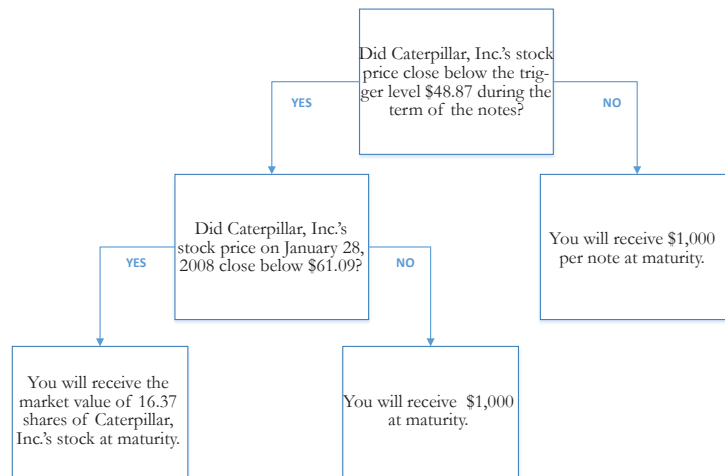 Did Caterpillar, Inc.'s stock
price close below the trig-
ger level $48.87 during the
term of the notes?
YES
NO
Did Caterpillar, Inc.'s
stock price on January 28,
2008 close below $61.09?
You will receive $1,000
per note at maturity.
YES
NO
You will receive the
market value of 16.37
shares of Caterpillar,
Inc.'s stock at maturity.
You will receive $1,000
at maturity.